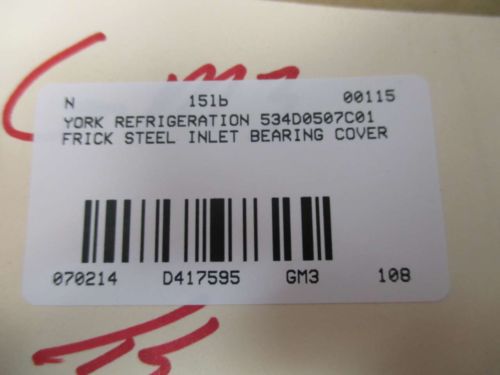 N 15lb 00115
YORK REFRIGERATION 534D0507C01
FRICK STEEL INLET BEARING COVER
070214 D417595 GM3 108